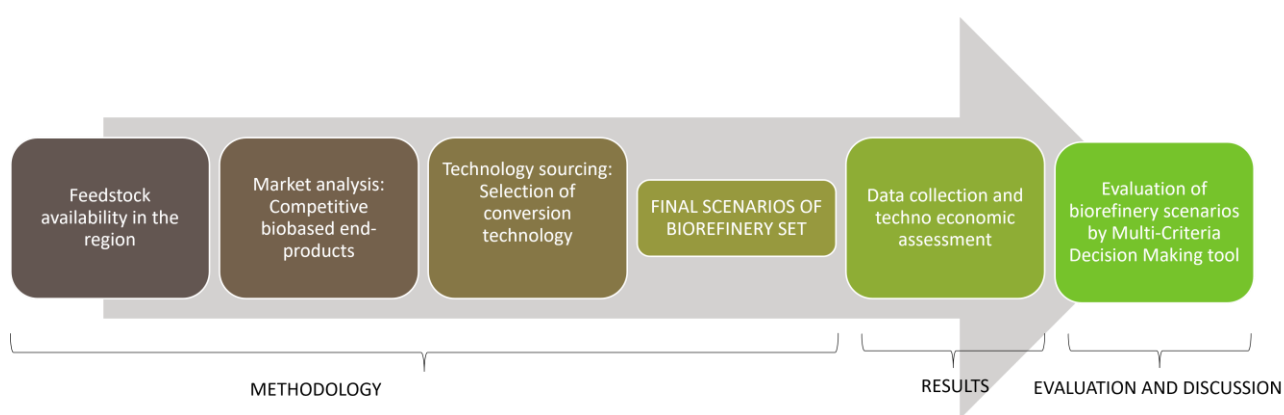 Feedstock
availability in the
region
Market analysis:
Competitive
biobased end-
products
Technology sourcing:
Selection of
conversion
technology
FINAL SCENARIOS OF
BIOREFINERY SET
Data collection and
techno economic
assessment
Evaluation of
biorefinery scenarios
by Multi-Criteria
Decision Making tool
METHODOLOGY
RESULTS
EVALUATION AND DISCUSSION